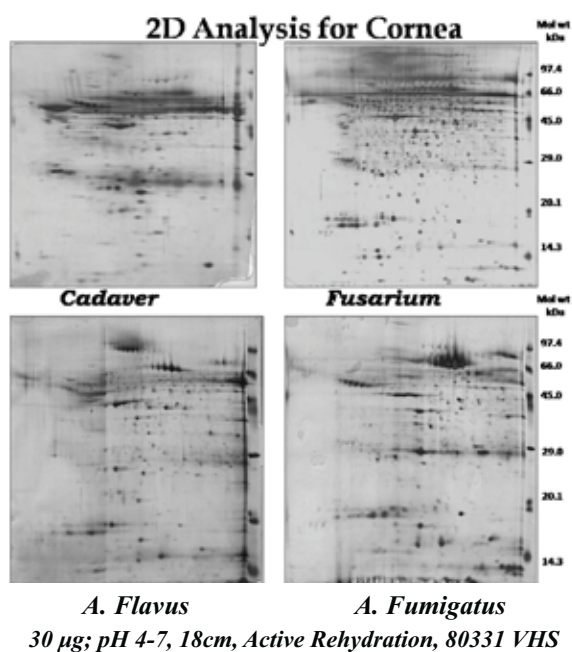 2D Analysis for Cornea
Mol wt
kDa
97.4
66.0
45.0
29.0
20.1
14.3
Cadaver
Fusarium
Mol wt
kDa
97.4
66.0
45.0
29.0
20.1
14.3
A. Flavus
A. Fumigatus
30 µg; pH 4-7, 18cm, Active Rehydration, 80331 VHS